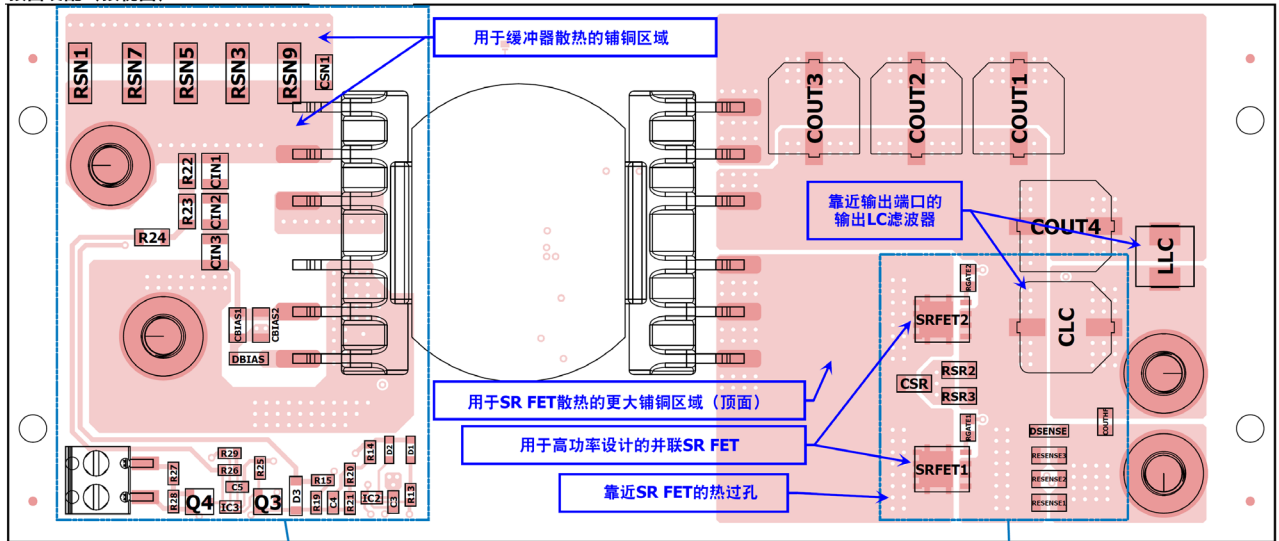 用于缓冲器散热的铺铜区域
RSN1
RSN7
RSN5
RSN3
RSN9
CSN1
COUT3
COUT2
COUT1
R22
CIN1
R23
CIN2
R24
CIN3
靠近输出端口的
输出LC滤波器
COUT4
LLC
RGATE2
CBIAS1
CBIAS2
SRFET2
CLC
DBIAS
RSR2
CSR
RSR3
用于SR FET散热的更大铺铜区域（顶面）
RGATE1
COUTHF
DSENSE
用于高功率设计的并联SR FET
R14
D2
D1
R29
R26
R25
R27
R20
R15
SRFET1
RESENSE3
RESENSE2
RESENSE1
靠近SR FET的热过孔
C5
R28
Q4
IC3
Q3
D3
R19
C4
R21
IC2
C3
R13